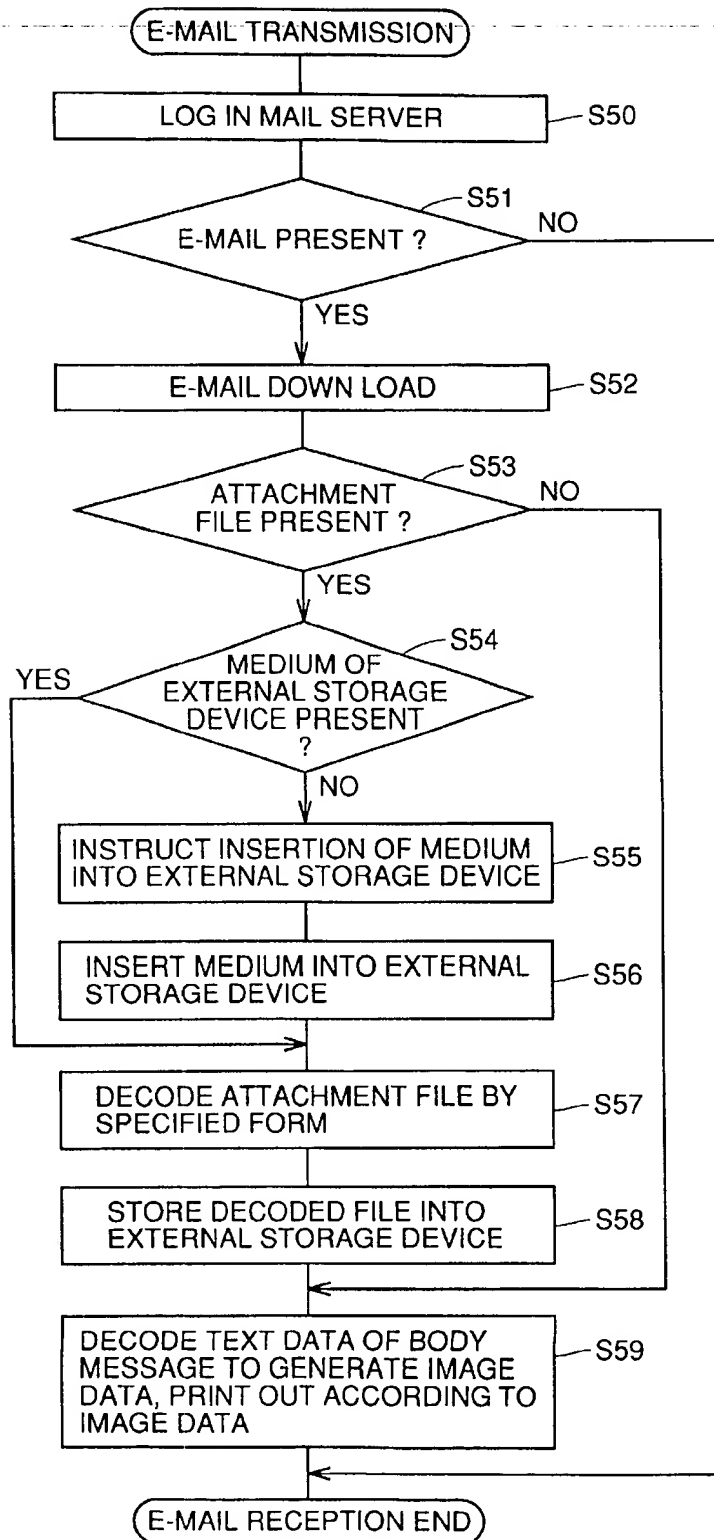 E-MAIL TRANSMISSION
LOG IN MAIL SERVER
S50
S51
E-MAIL PRESENT ?
NO
YES
E-MAIL DOWN LOAD
S52
S53
ATTACHMENT
FILE PRESENT ?
NO
YES
S54
YES
MEDIUM OF
EXTERNAL STORAGE
DEVICE PRESENT
?
NO
INSTRUCT INSERTION OF MEDIUM
INTO EXTERNAL STORAGE DEVICE
S55
INSERT MEDIUM INTO EXTERNAL
STORAGE DEVICE
S56
DECODE ATTACHMENT FILE BY
SPECIFIED FORM
S57
STORE DECODED FILE INTO
EXTERNAL STORAGE DEVICE
S58
DECODE TEXT DATA OF BODY
MESSAGE TO GENERATE IMAGE
DATA, PRINT OUT ACCORDING TO
IMAGE DATA
S59
E-MAIL RECEPTION END